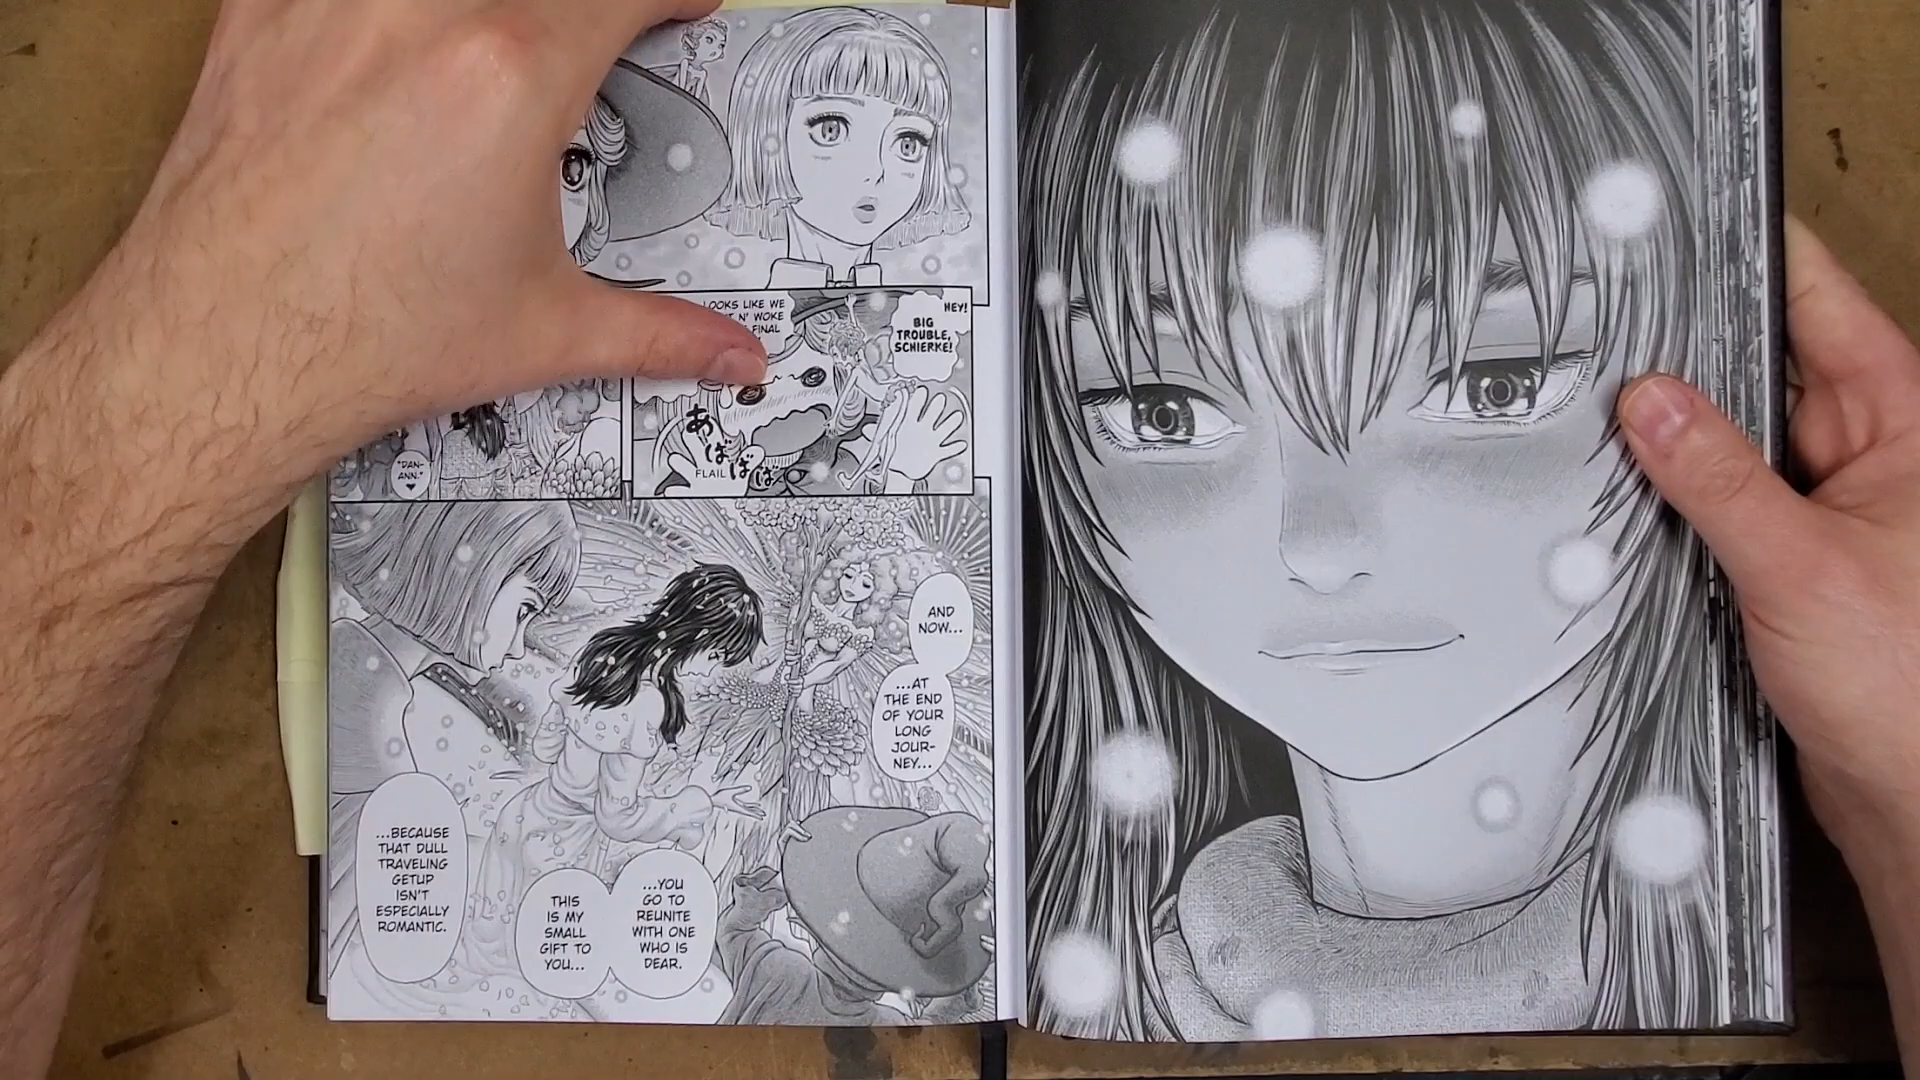 HEY!
BIG
TROUBLE,
SCHIERKE!
LOOKS LIKE WE
N' WOKE
FINAL
あばばば
FLAIL
"DAN-
ANN."
♥
AND
NOW...
...AT
THE END
OF YOUR
LONG
JOUR-
NEY...
...YOU
GO TO
REUNITE
WITH ONE
WHO IS
DEAR.
THIS
IS MY
SMALL
GIFT TO
YOU...
...BECAUSE
THAT DULL
TRAVELING
GETUP
ISN'T
ESPECIALLY
ROMANTIC.